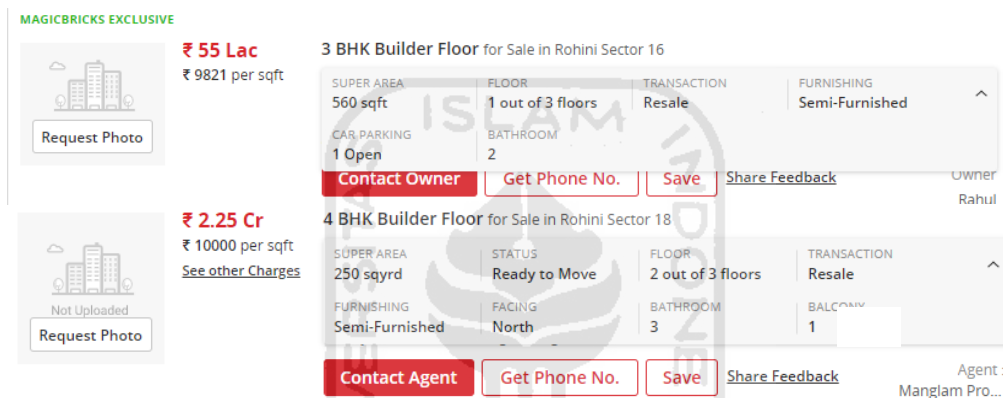 MAGICBRICKS EXCLUSIVE
₹ 55 Lac
₹ 9821 per sqft
Request Photo
3 BHK Builder Floor for Sale in Rohini Sector 16
SUPER AREA FLOOR TRANSACTION FURNISHING
560 sqft 1 out of 3 floors Resale Semi-Furnished
CAR PARKING BATHROOM
1 Open 2
Contact Owner Get Phone No. Save Share Feedback Owner
Rahul
₹ 2.25 Cr
₹ 10000 per sqft
See other Charges
Not Uploaded
Request Photo
4 BHK Builder Floor for Sale in Rohini Sector 18
SUPER AREA STATUS FLOOR TRANSACTION
250 sqyrd Ready to Move 2 out of 3 floors Resale
FURNISHING FACING BATHROOM BALCONY
Semi-Furnished North 3 1
Contact Agent Get Phone No. Save Share Feedback Agent :
Manglam Pro...
ISLAM